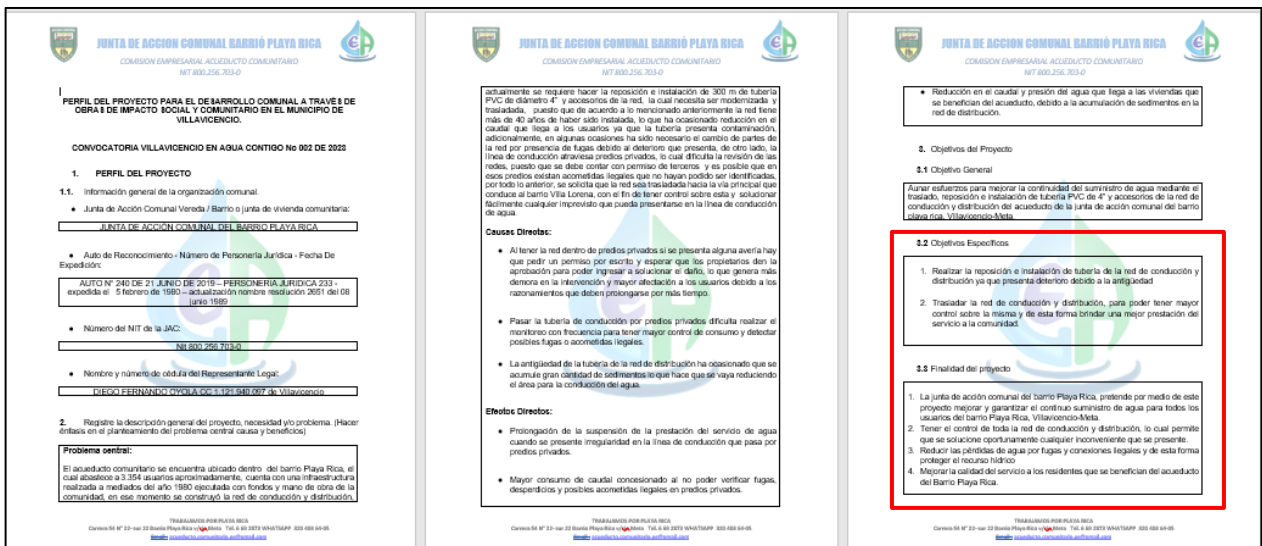 JUNTA DE ACCION COMUNAL BARRIÓ PLAYA RICA
COMISION EMPRESARIAL ACUEDUCTO COMUNITARIO
NIT 800.256.703-0
PERFIL DEL PROYECTO PARA EL DESARROLLO COMUNAL A TRAVÈS DE
OBRAS DE IMPACTO SOCIAL Y COMUNITARIO EN EL MUNICIPIO DE
VILLAVICENCIO.
CONVOCATORIA VILLAVICENCIO EN AGUA CONTIGO No 002 DE 2023
1. PERFIL DEL PROYECTO
1.1. Información general de la organización comunal.
• Junta de Acción Comunal Vereda / Barrio o junta de vivienda comunitaria:
JUNTA DE ACCIÓN COMUNAL DEL BARRIO PLAYA RICA
• Auto de Reconocimiento - Número de Personería Jurídica - Fecha De
Expedición:
AUTO N° 240 DE 21 JUNIO DE 2019 – PERSONERIA JURIDICA 233 -
expedida el 5 febrero de 1980 – actualización nombre resolución 2651 del 08
junio 1989
• Número del NIT de la JAC:
Nit 800.256.703-0
• Nombre y número de cédula del Representante Legal:
DIEGO FERNANDO OYOLA CC 1.121.940.097 de Villavicencio
2. Registre la descripción general del proyecto, necesidad y/o problema. (Hacer
énfasis en el planteamiento del problema central causa y beneficios)
Problema central:
El acueducto comunitario se encuentra ubicado dentro del barrio Playa Rica, el
cual abastece a 3.354 usuarios aproximadamente, cuenta con una infraestructura
realizada a mediados del año 1980 ejecutada con fondos y mano de obra de la
comunidad, en ese momento se construyó la red de conducción y distribución,
TRABAJAMOS POR PLAYA RICA
JUNTA DE ACCION COMUNAL BARRIÓ PLAYA RICA
COMISION EMPRESARIAL ACUEDUCTO COMUNITARIO
NIT 800.256.703-0
actualmente se requiere hacer la reposición e instalación de 300 m de tubería
PVC de diámetro 4" y accesorios de la red, la cual necesita ser modernizada y
trasladada, puesto que de acuerdo a lo mencionado anteriormente la red tiene
más de 40 años de haber sido instalada, lo que ha ocasionado reducción en el
caudal que llega a los usuarios ya que la tubería presenta contaminación,
adicionalmente, en algunas ocasiones ha sido necesario el cambio de partes de
la red por presencia de fugas debido al deterioro que presenta, de otro lado, la
línea de conducción atraviesa predios privados, lo cual dificulta la revisión de las
redes, puesto que se debe contar con permiso de terceros y es posible que en
esos predios existan acometidas ilegales que no hayan podido ser identificadas,
por todo lo anterior, se solicita que la red sea trasladada hacia la vía principal que
conduce al barrio Villa Lorena, con el fin de tener control sobre esta y solucionar
fácilmente cualquier imprevisto que pueda presentarse en la línea de conducción
de agua.
Causas Directas:
• Al tener la red dentro de predios privados si se presenta alguna avería hay
que pedir un permiso por escrito y esperar que los propietarios den la
aprobación para poder ingresar a solucionar el daño, lo que genera más
demora en la intervención y mayor afectación a los usuarios debido a los
razonamientos que deben prolongarse por más tiempo.
• Pasar la tubería de conducción por predios privados dificulta realizar el
monitoreo con frecuencia para tener mayor control de consumo y detectar
posibles fugas o acometidas ilegales.
• La antigüedad de la tubería de la red de distribución ha ocasionado que se
acumule gran cantidad de sedimentos lo que hace que se vaya reduciendo
el área para la conducción del agua.
Efectos Directos:
• Prolongación de la suspensión de la prestación del servicio de agua
cuando se presente irregularidad en la línea de conducción que pasa por
predios privados.
• Mayor consumo de caudal concesionado al no poder verificar fugas,
desperdicios y posibles acometidas ilegales en predios privados.
TRABAJAMOS POR PLAYA RICA
JUNTA DE ACCION COMUNAL BARRIÓ PLAYA RICA
COMISION EMPRESARIAL ACUEDUCTO COMUNITARIO
NIT 800.256.703-0
• Reducción en el caudal y presión del agua que llega a las viviendas que
se benefician del acueducto, debido a la acumulación de sedimentos en la
red de distribución.
3. Objetivos del Proyecto
3.1 Objetivo General
Aunar esfuerzos para mejorar la continuidad del suministro de agua mediante el
traslado, reposición e instalación de tubería PVC de 4" y accesorios de la red de
conducción y distribución del acueducto de la junta de acción comunal del barrio
playa rica, Villavicencio-Meta.
3.2 Objetivos Específicos
1. Realizar la reposición e instalación de tubería de la red de conducción y
distribución ya que presenta deterioro debido a la antigüedad
2. Trasladar la red de conducción y distribución, para poder tener mayor
control sobre la misma y de esta forma brindar una mejor prestación del
servicio a la comunidad.
3.3 Finalidad del proyecto
1. La junta de acción comunal del barrio Playa Rica, pretende por medio de este
proyecto mejorar y garantizar el continuo suministro de agua para todos los
usuarios del barrio Playa Rica, Villavicencio-Meta.
2. Tener el control de toda la red de conducción y distribución, lo cual permite
que se solucione oportunamente cualquier inconveniente que se presente.
3. Reducir las pérdidas de agua por fugas y conexiones ilegales y de esta forma
proteger el recurso hídrico
4. Mejorar la calidad del servicio a los residentes que se benefician del acueducto
del Barrio Playa Rica.
TRABAJAMOS POR PLAYA RICA